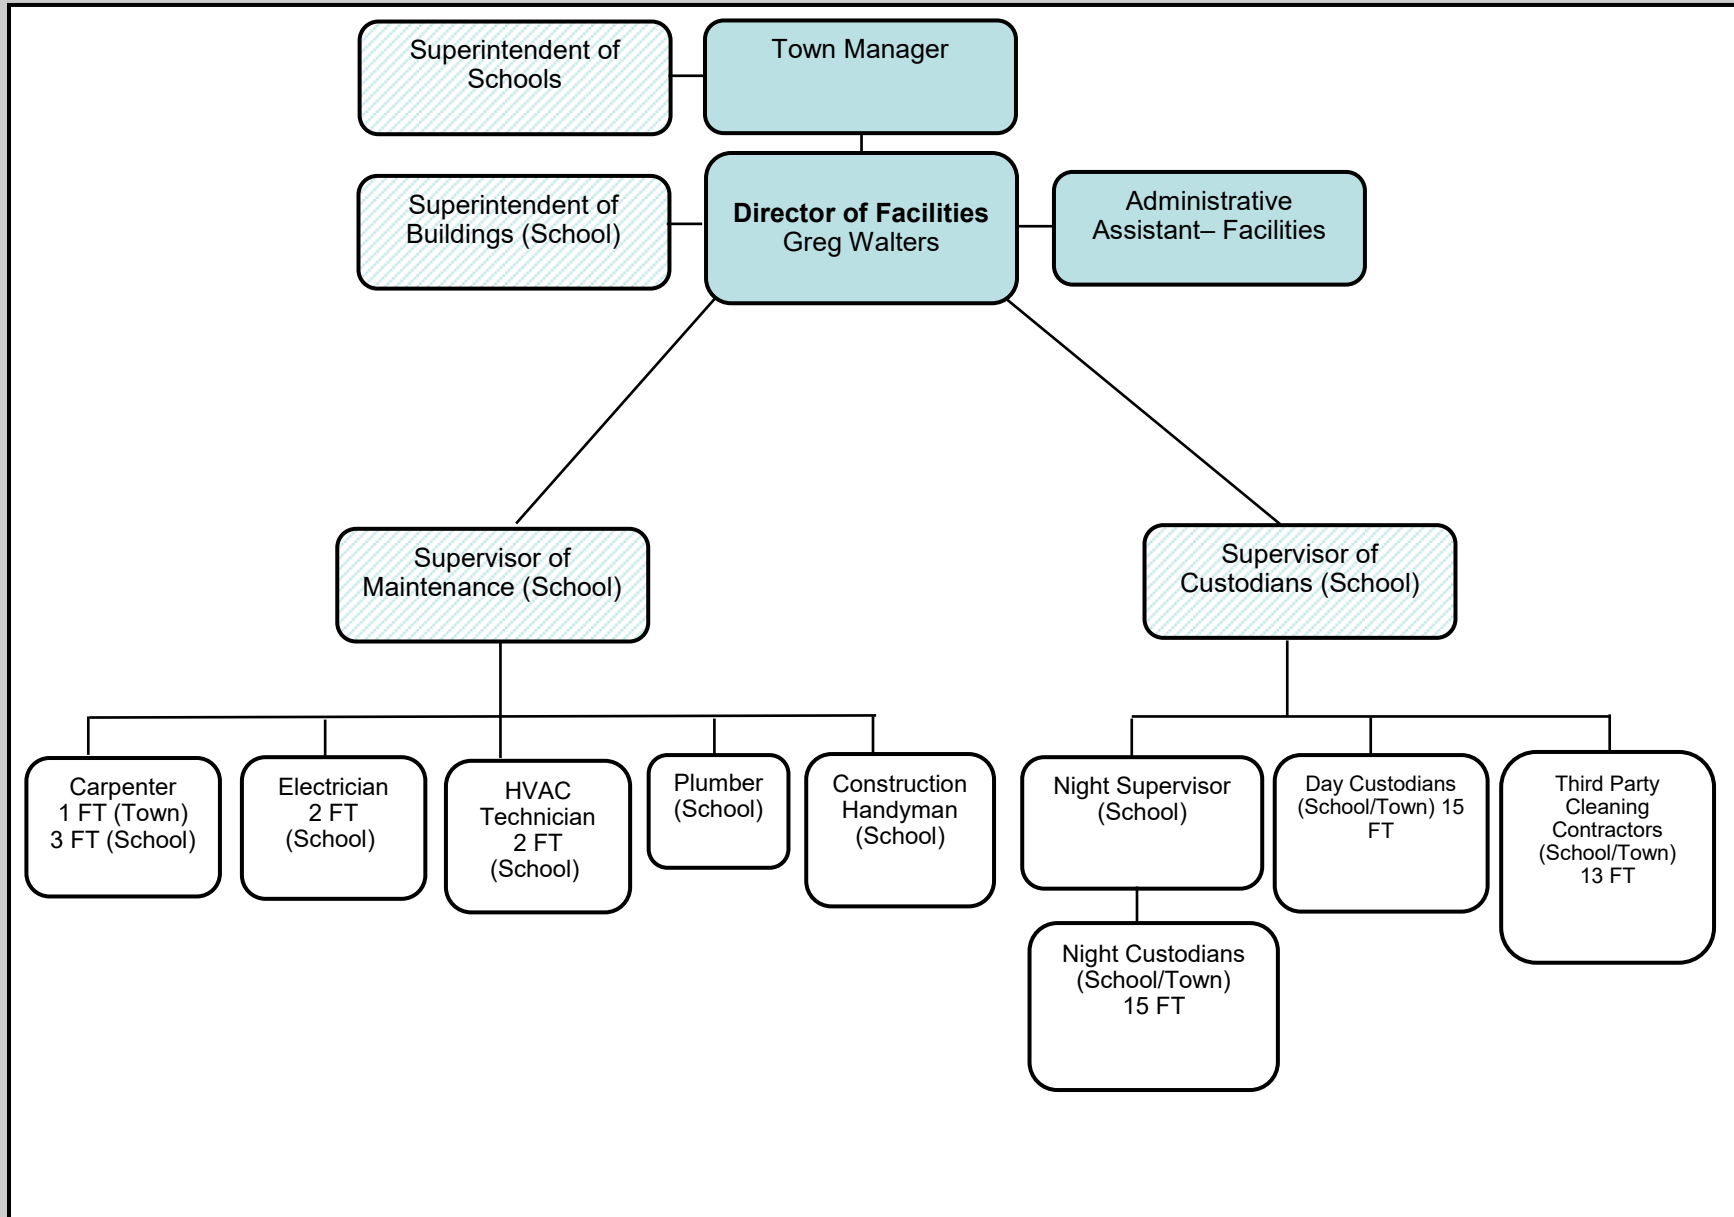 Superintendent of
Schools
Town Manager
Superintendent of
Buildings (School)
Director of Facilities
Greg Walters
Administrative
Assistant– Facilities
Supervisor of
Maintenance (School)
Supervisor of
Custodians (School)
Carpenter
1 FT (Town)
3 FT (School)
Electrician
2 FT
(School)
HVAC
Technician
2 FT
(School)
Plumber
(School)
Construction
Handyman
(School)
Night Supervisor
(School)
Day Custodians
(School/Town) 15
FT
Third Party
Cleaning
Contractors
(School/Town)
13 FT
Night Custodians
(School/Town)
15 FT